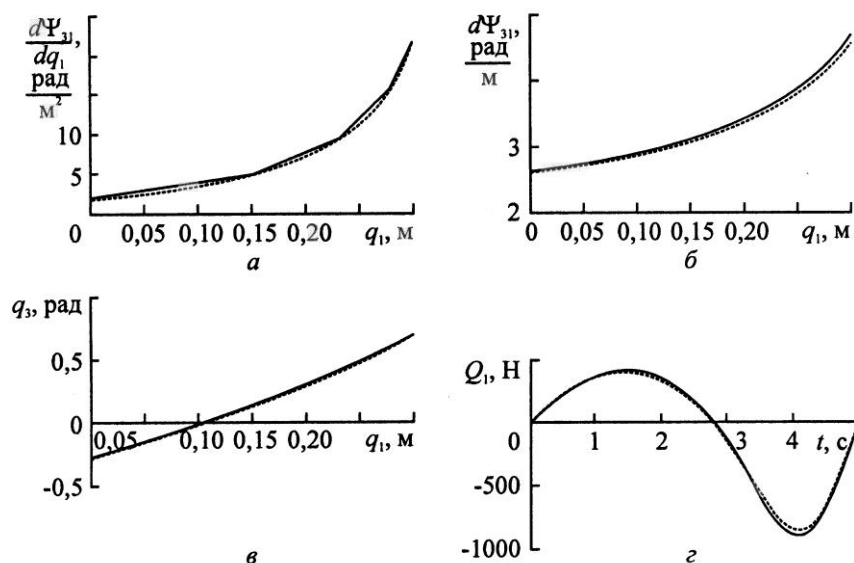 dΨ₃₁,
dq₁
рад
м²
10
5
0 0,05 0,10 0,15 0,20 q₁, м
а
dΨ₃₁,
рад
м
3
2
0 0,05 0,10 0,15 0,20 q₁, м
б
q₃, рад
0,5
0
0,05 0,10 0,15 0,20 q₁, м
-0,5
в
Q₁, Н
0 1 2 3 4 t, с
-500
-1000
г